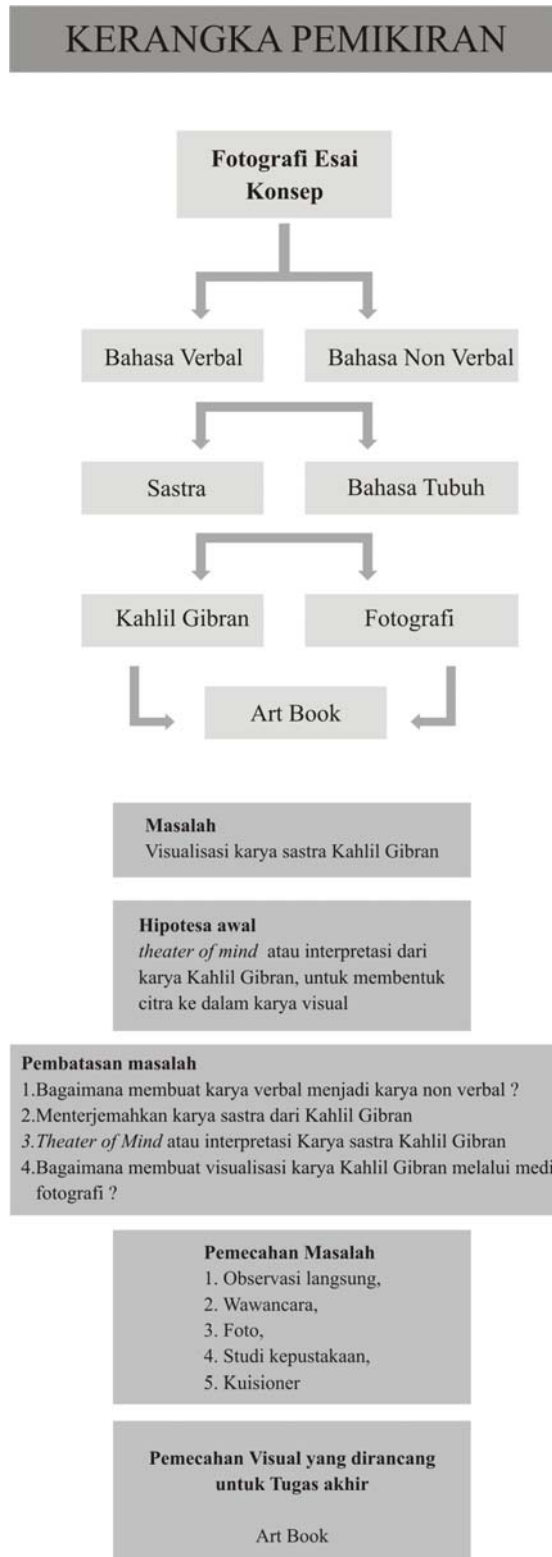 KERANGKA PEMIKIRAN
Fotografi Esai
Konsep
Bahasa Verbal
Bahasa Non Verbal
Sastra
Bahasa Tubuh
Kahlil Gibran
Fotografi
Art Book
Masalah
Visualisasi karya sastra Kahlil Gibran
Hipotesa awal
theater of mind atau interpretasi dari
karya Kahlil Gibran, untuk membentuk
citra ke dalam karya visual
Pembatasan masalah
1.Bagaimana membuat karya verbal menjadi karya non verbal ?
2.Menterjemahkan karya sastra dari Kahlil Gibran
3.Theater of Mind atau interpretasi Karya sastra Kahlil Gibran
4.Bagaimana membuat visualisasi karya Kahlil Gibran melalui medi
fotografi ?
Pemecahan Masalah
1. Observasi langsung,
2. Wawancara,
3. Foto,
4. Studi kepustakaan,
5. Kuisioner
Pemecahan Visual yang dirancang
untuk Tugas akhir
Art Book